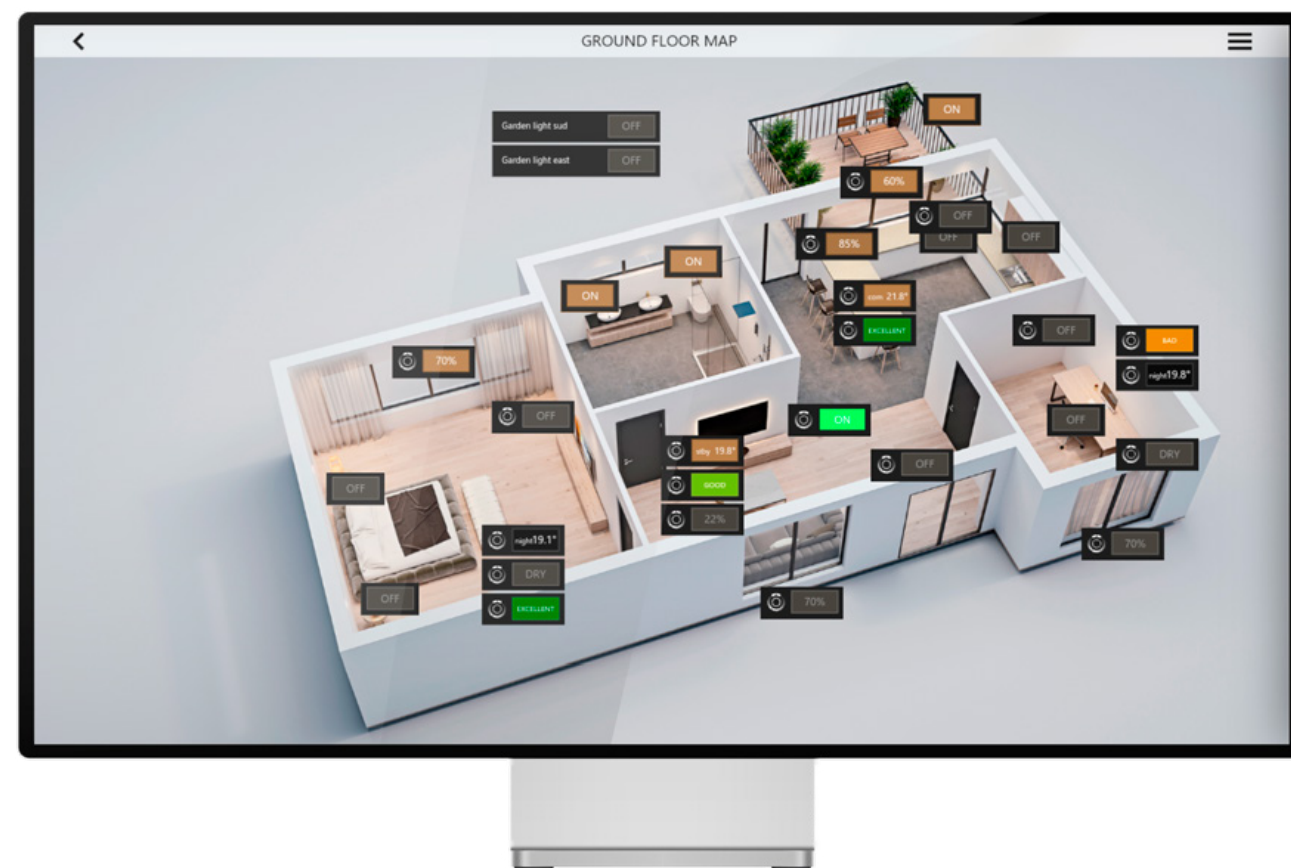 GROUND FLOOR MAP
ON
Garden light sud OFF
Garden light east OFF
60%
OFF
85%
OFF
OFF
ON
ON
21.8°
EXCELLENT
OFF
BAD
70%
night19.8°
OFF
ON
OFF
19.8°
DRY
OFF
GOOD
OFF
22%
night19.1°
70%
DRY
OFF
70%
EXCELLENT